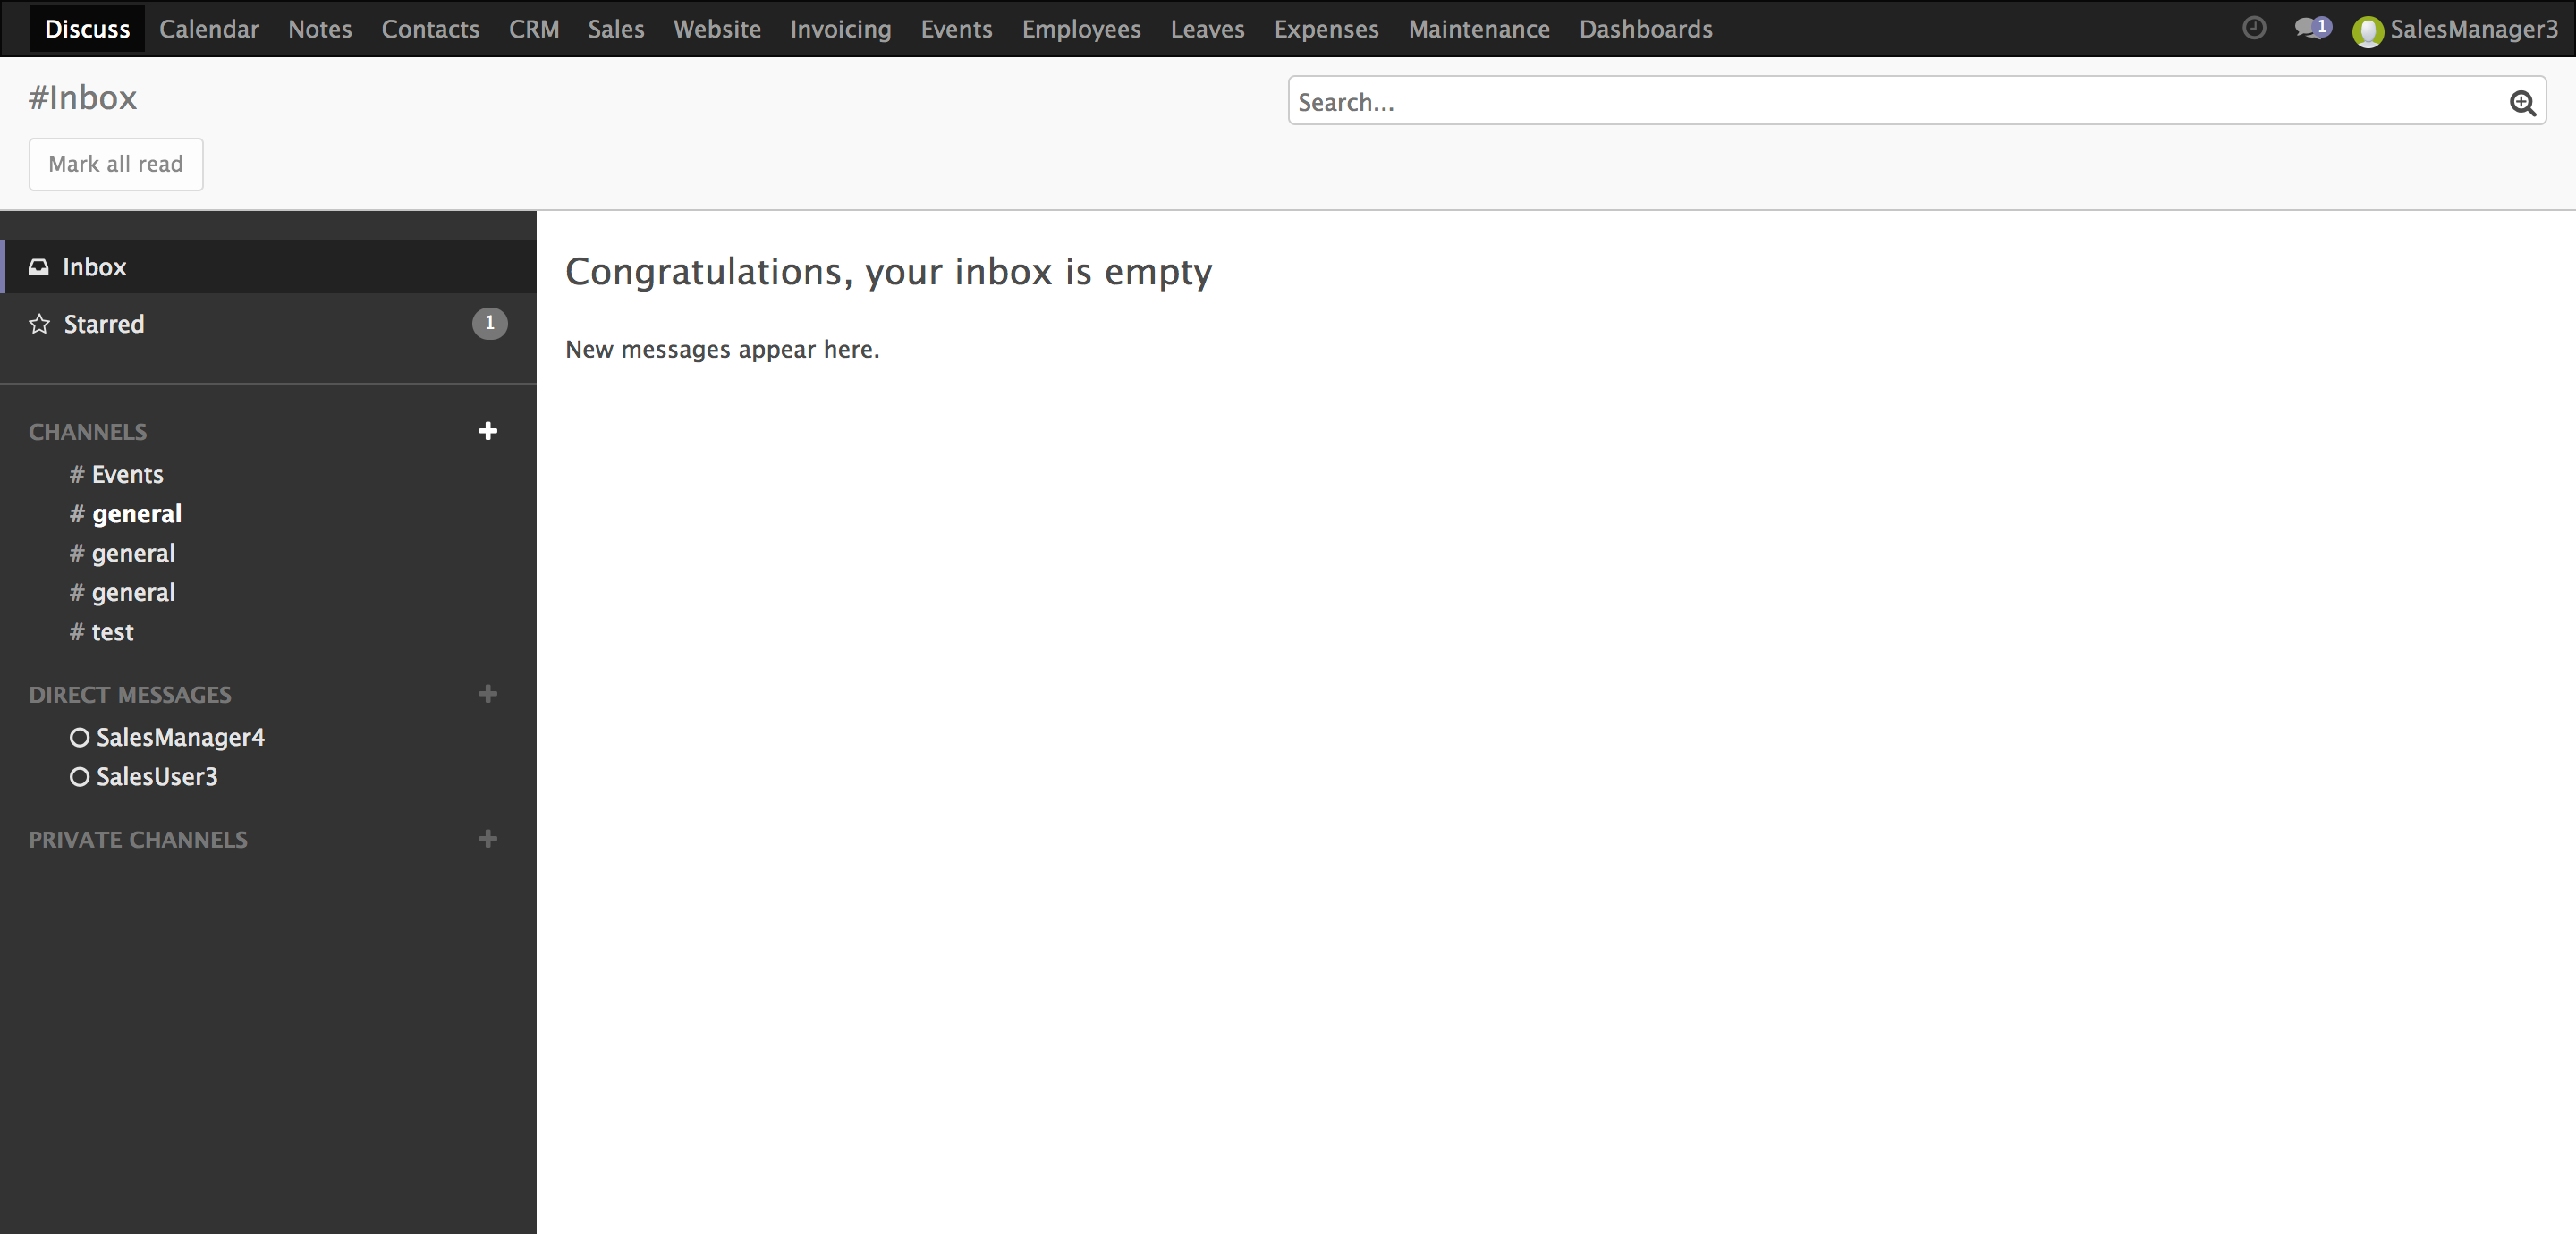 Discuss Calendar Notes Contacts CRM Sales Website Invoicing Events Employees Leaves Expenses Maintenance Dashboards 1 SalesManager3
#Inbox
Search...
Mark all read
Inbox
Starred 1
CHANNELS
# Events
# general
# general
# general
# test
DIRECT MESSAGES
SalesManager4
SalesUser3
PRIVATE CHANNELS
Congratulations, your inbox is empty
New messages appear here.